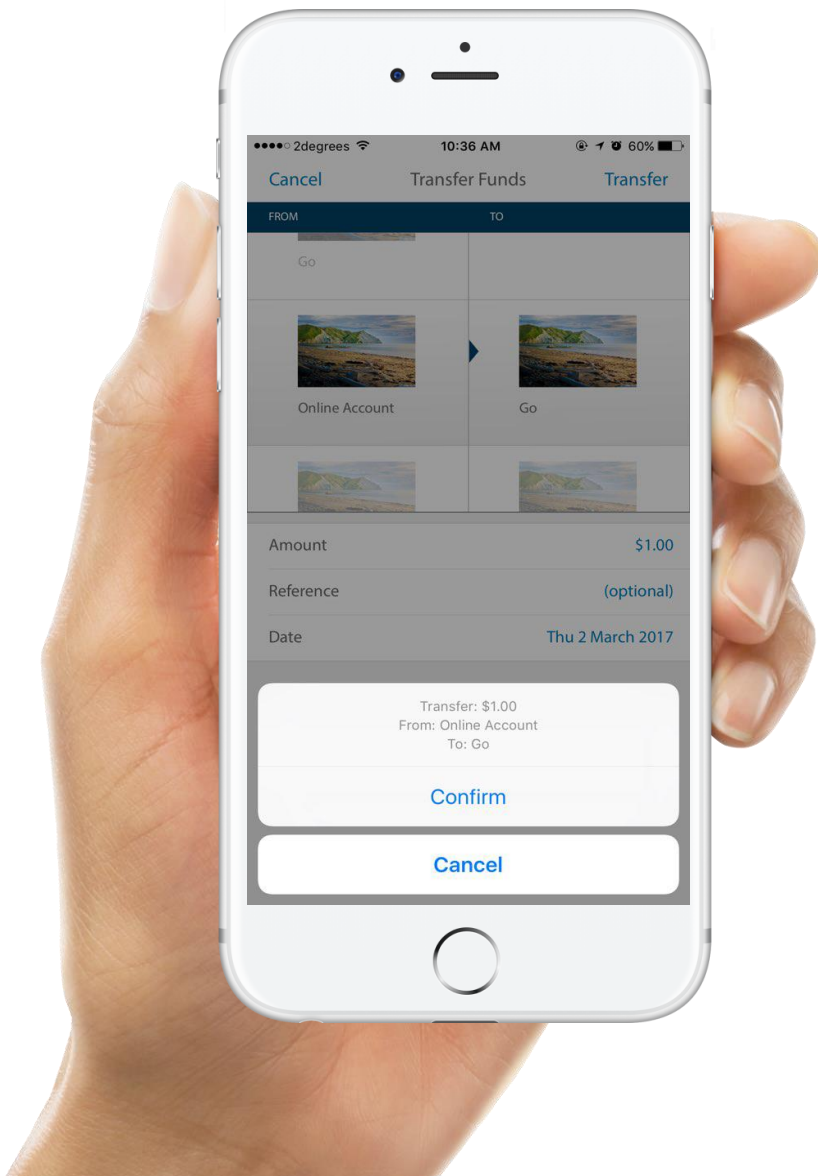 2degrees 10:36 AM 60%
Cancel Transfer Funds Transfer
FROM TO
Go
Online Account Go
Amount $1.00
Reference (optional)
Date Thu 2 March 2017
Transfer: $1.00
From: Online Account
To: Go
Confirm
Cancel